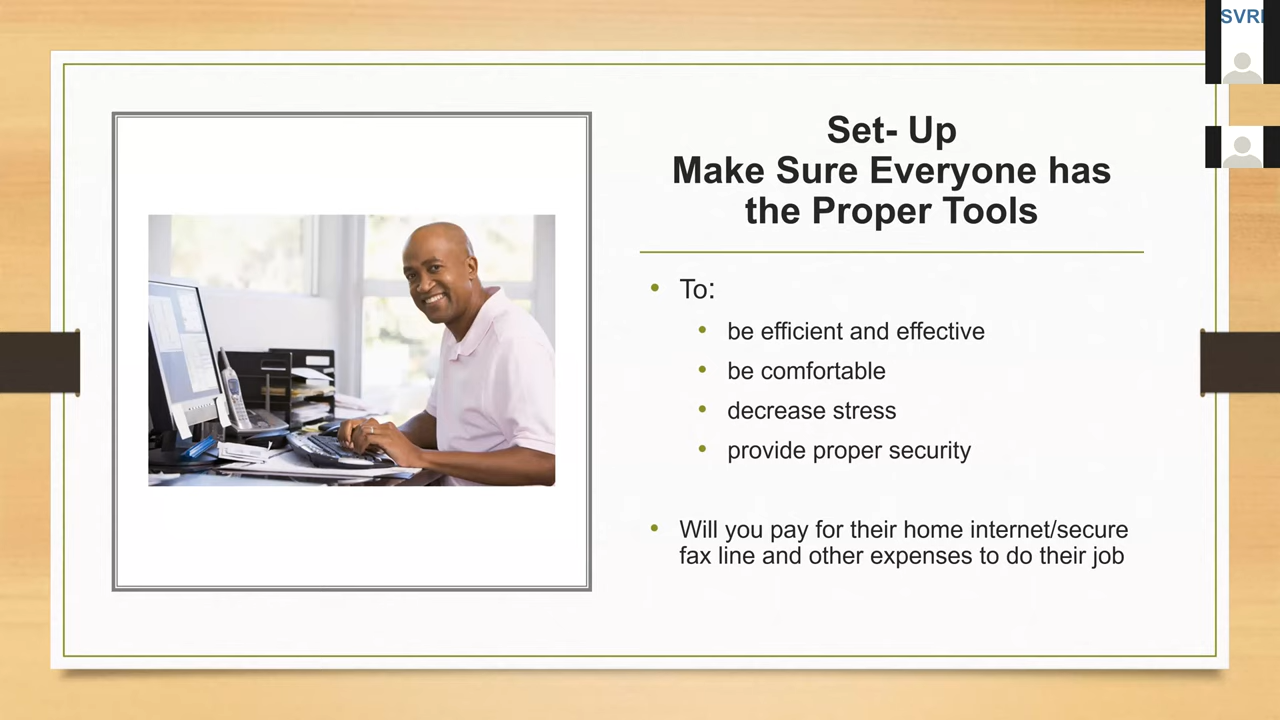 SVRI
Set- Up
Make Sure Everyone has
the Proper Tools
• To:
• be efficient and effective
• be comfortable
• decrease stress
• provide proper security
• Will you pay for their home internet/secure
fax line and other expenses to do their job